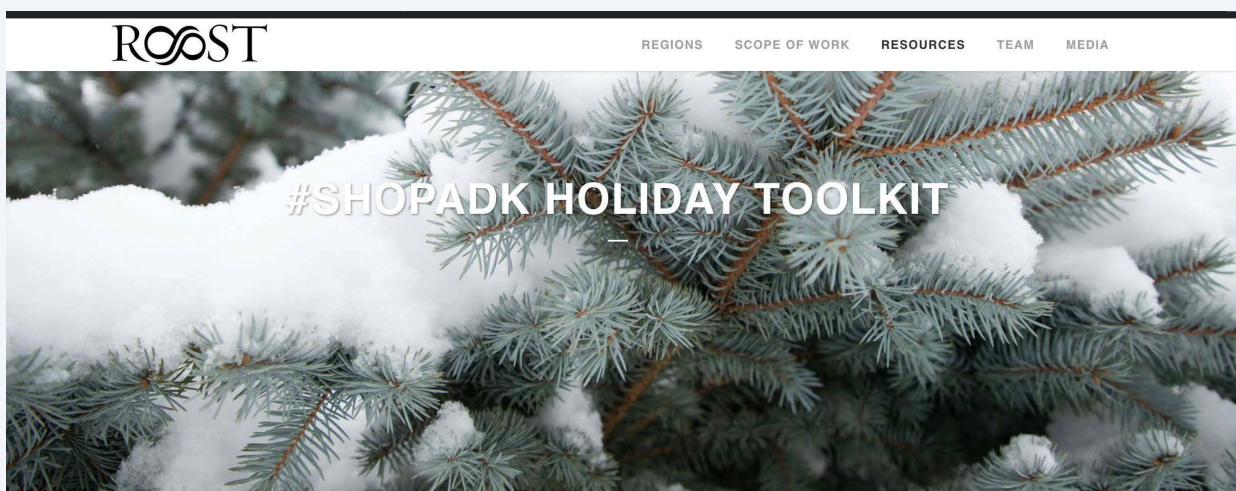 ROOST
REGIONS SCOPE OF WORK RESOURCES TEAM MEDIA
#SHOPADK HOLIDAY TOOLKIT